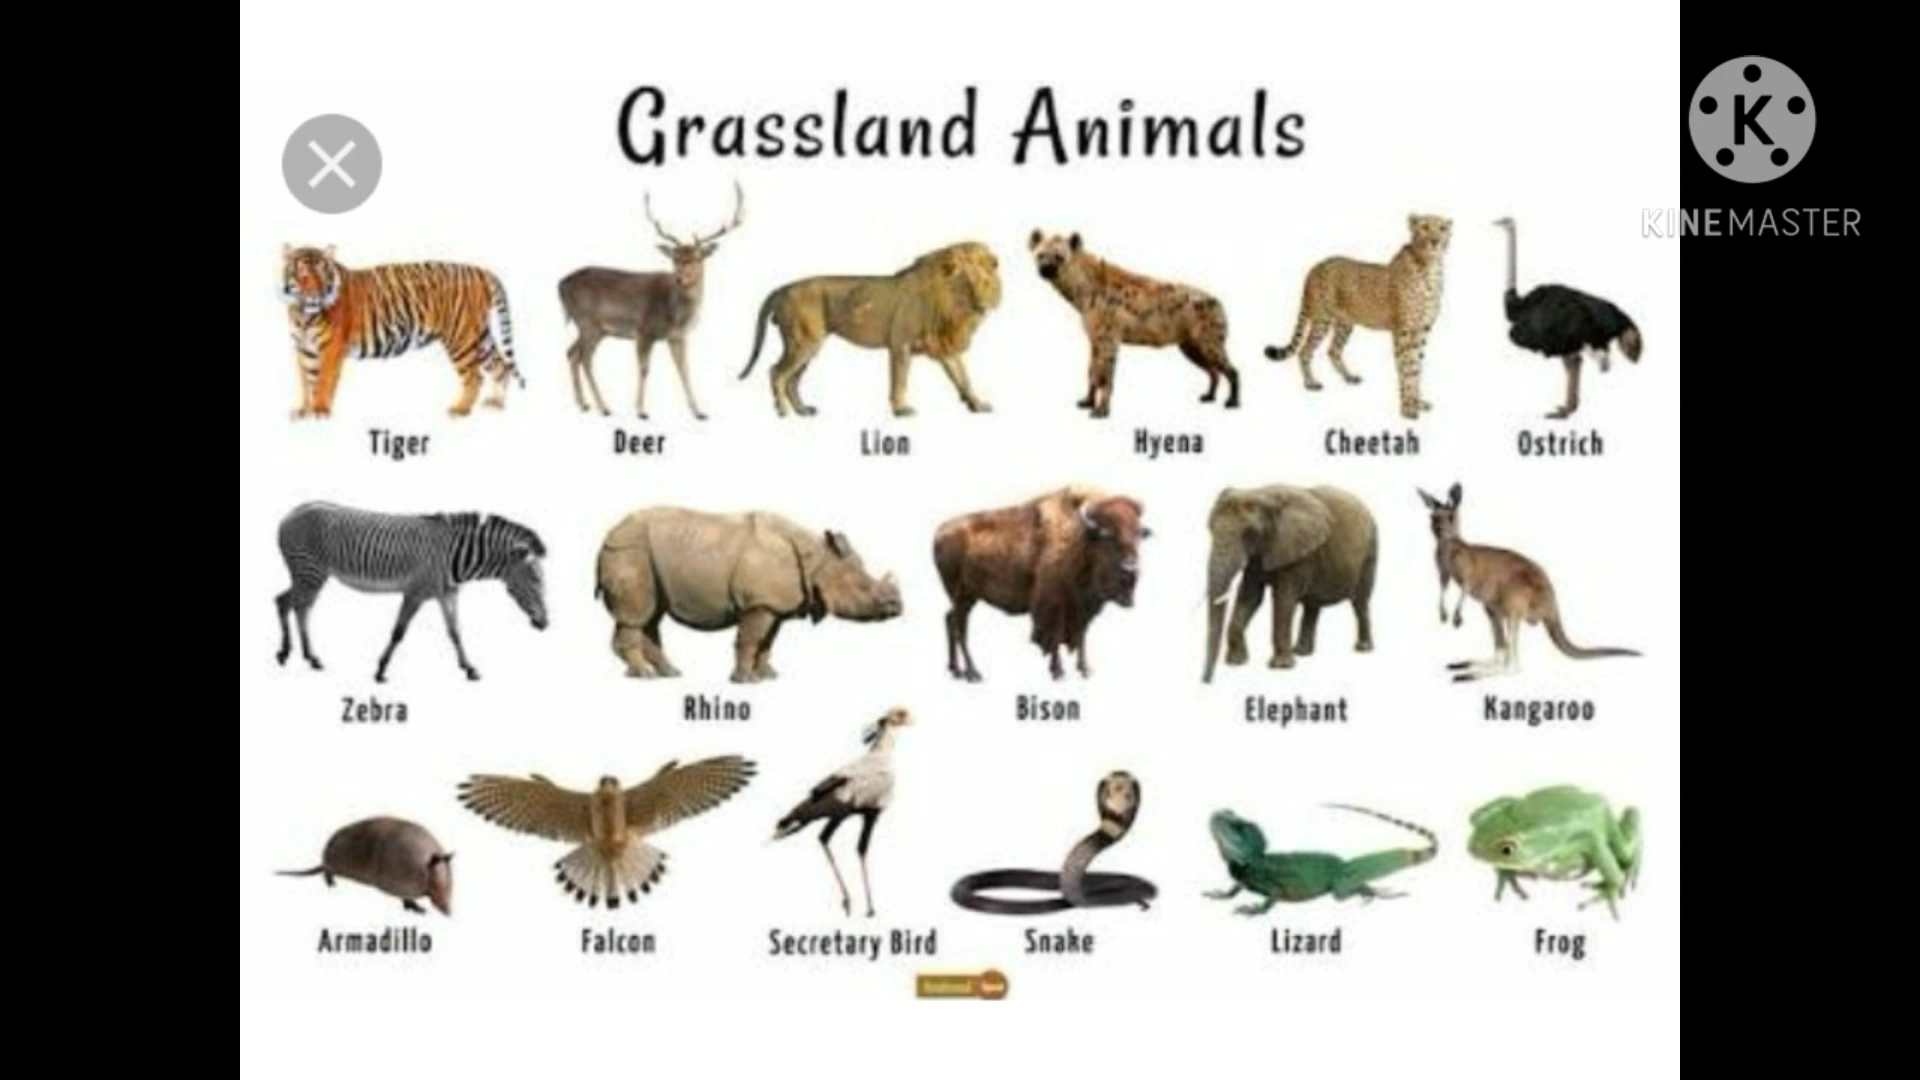 Grassland Animals
K
KINEMASTER
Tiger Deer Lion Hyena Cheetah Ostrich
Zebra Rhino Bison Elephant Kangaroo
Armadillo Falcon Secretary Bird Snake Lizard Frog